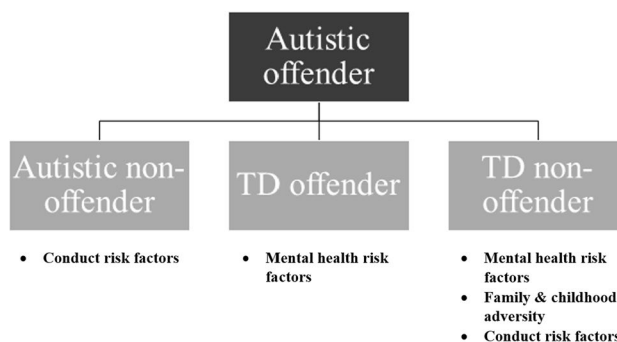 Autistic
offender
Autistic non-
offender
TD offender
TD non-
offender
• Conduct risk factors
• Mental health risk
factors
• Mental health risk
factors
• Family & childhood
adversity
• Conduct risk factors